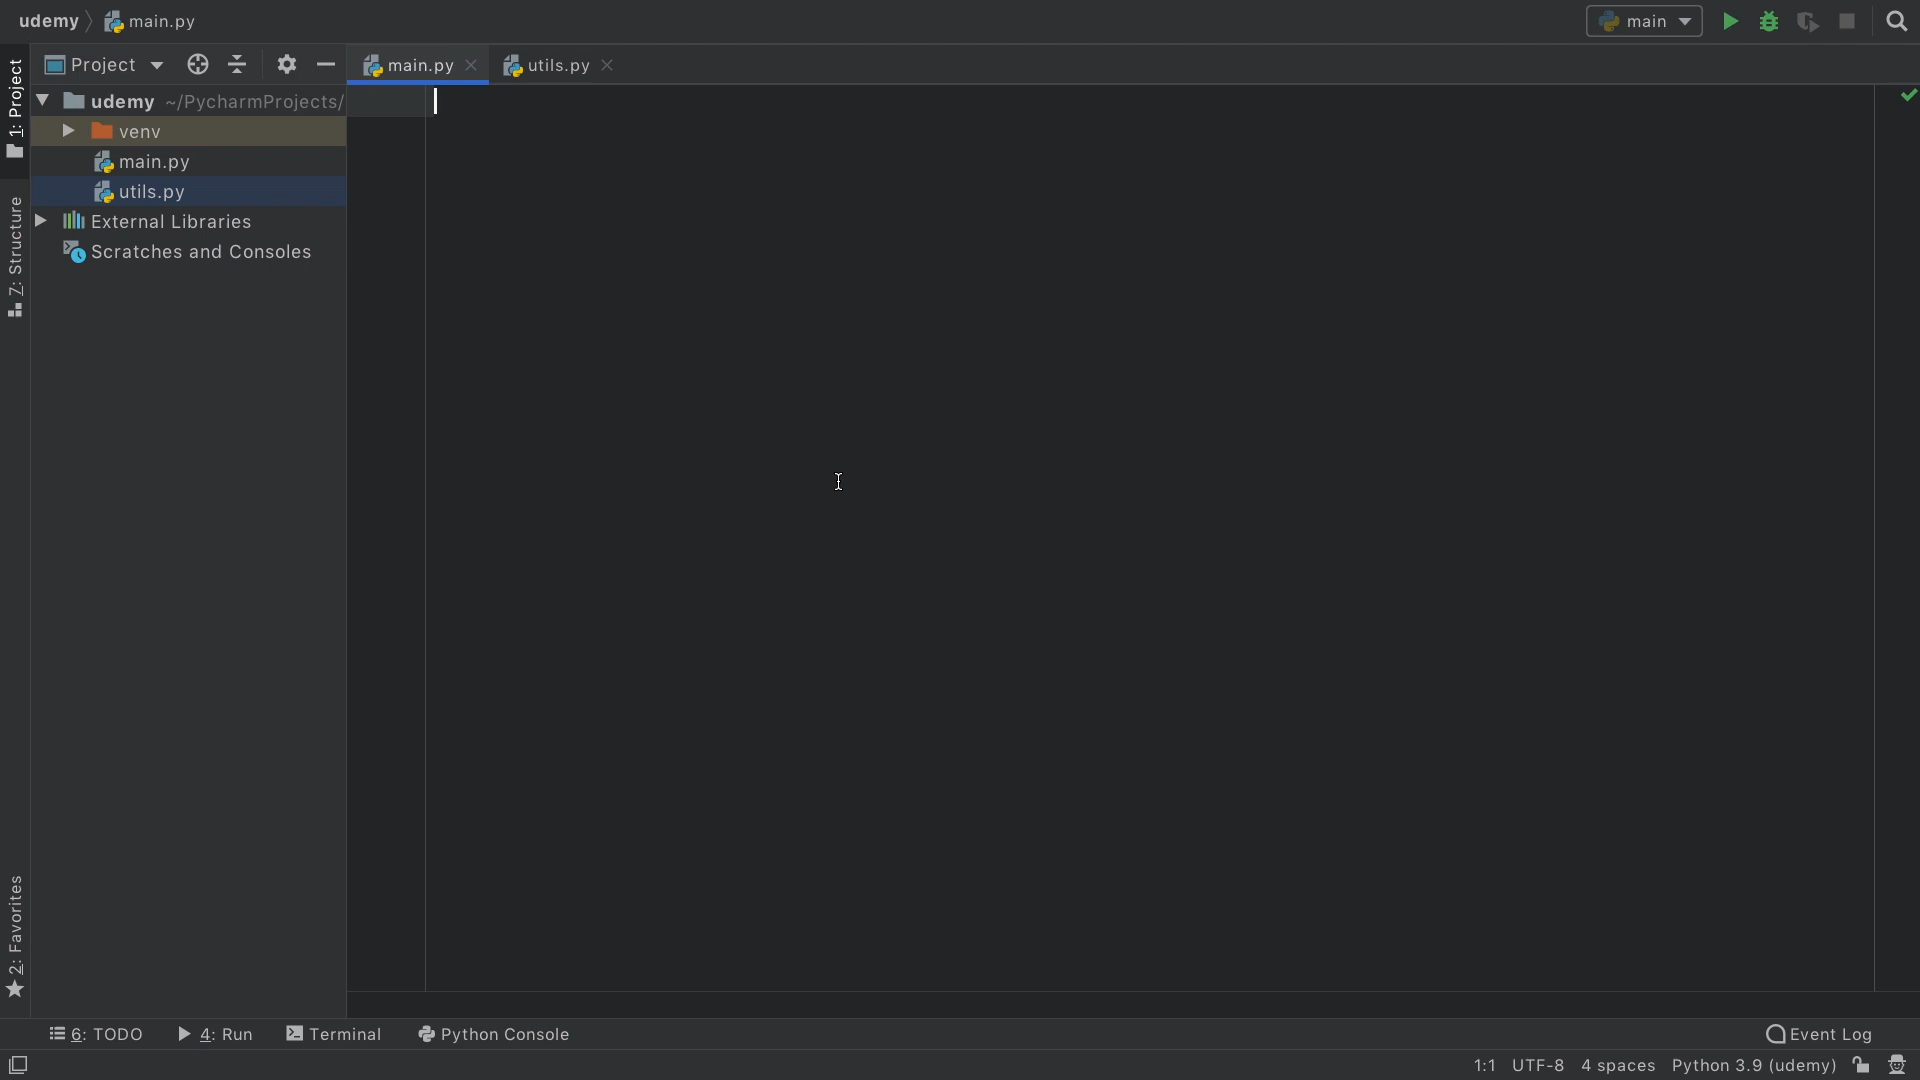 udemy main.py
main
Project
main.py
utils.py
1: Project
udemy ~/PycharmProjects/
venv
main.py
utils.py
External Libraries
Scratches and Consoles
7: Structure
2: Favorites
6: TODO
4: Run
Terminal
Python Console
Event Log
1:1 UTF-8 4 spaces Python 3.9 (udemy)